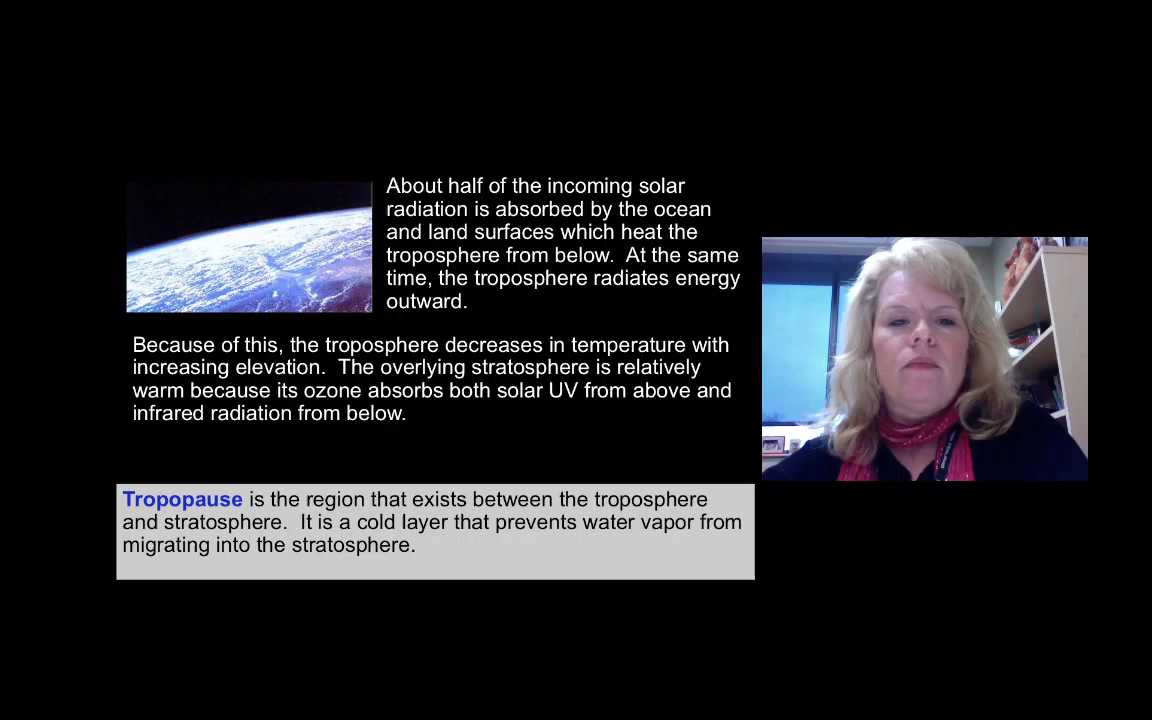 About half of the incoming solar
radiation is absorbed by the ocean
and land surfaces which heat the
troposphere from below.  At the same
time, the troposphere radiates energy
outward.
Because of this, the troposphere decreases in temperature with
increasing elevation.  The overlying stratosphere is relatively
warm because its ozone absorbs both solar UV from above and
infrared radiation from below.
Tropopause is the region that exists between the troposphere
and stratosphere.  It is a cold layer that prevents water vapor from
migrating into the stratosphere.